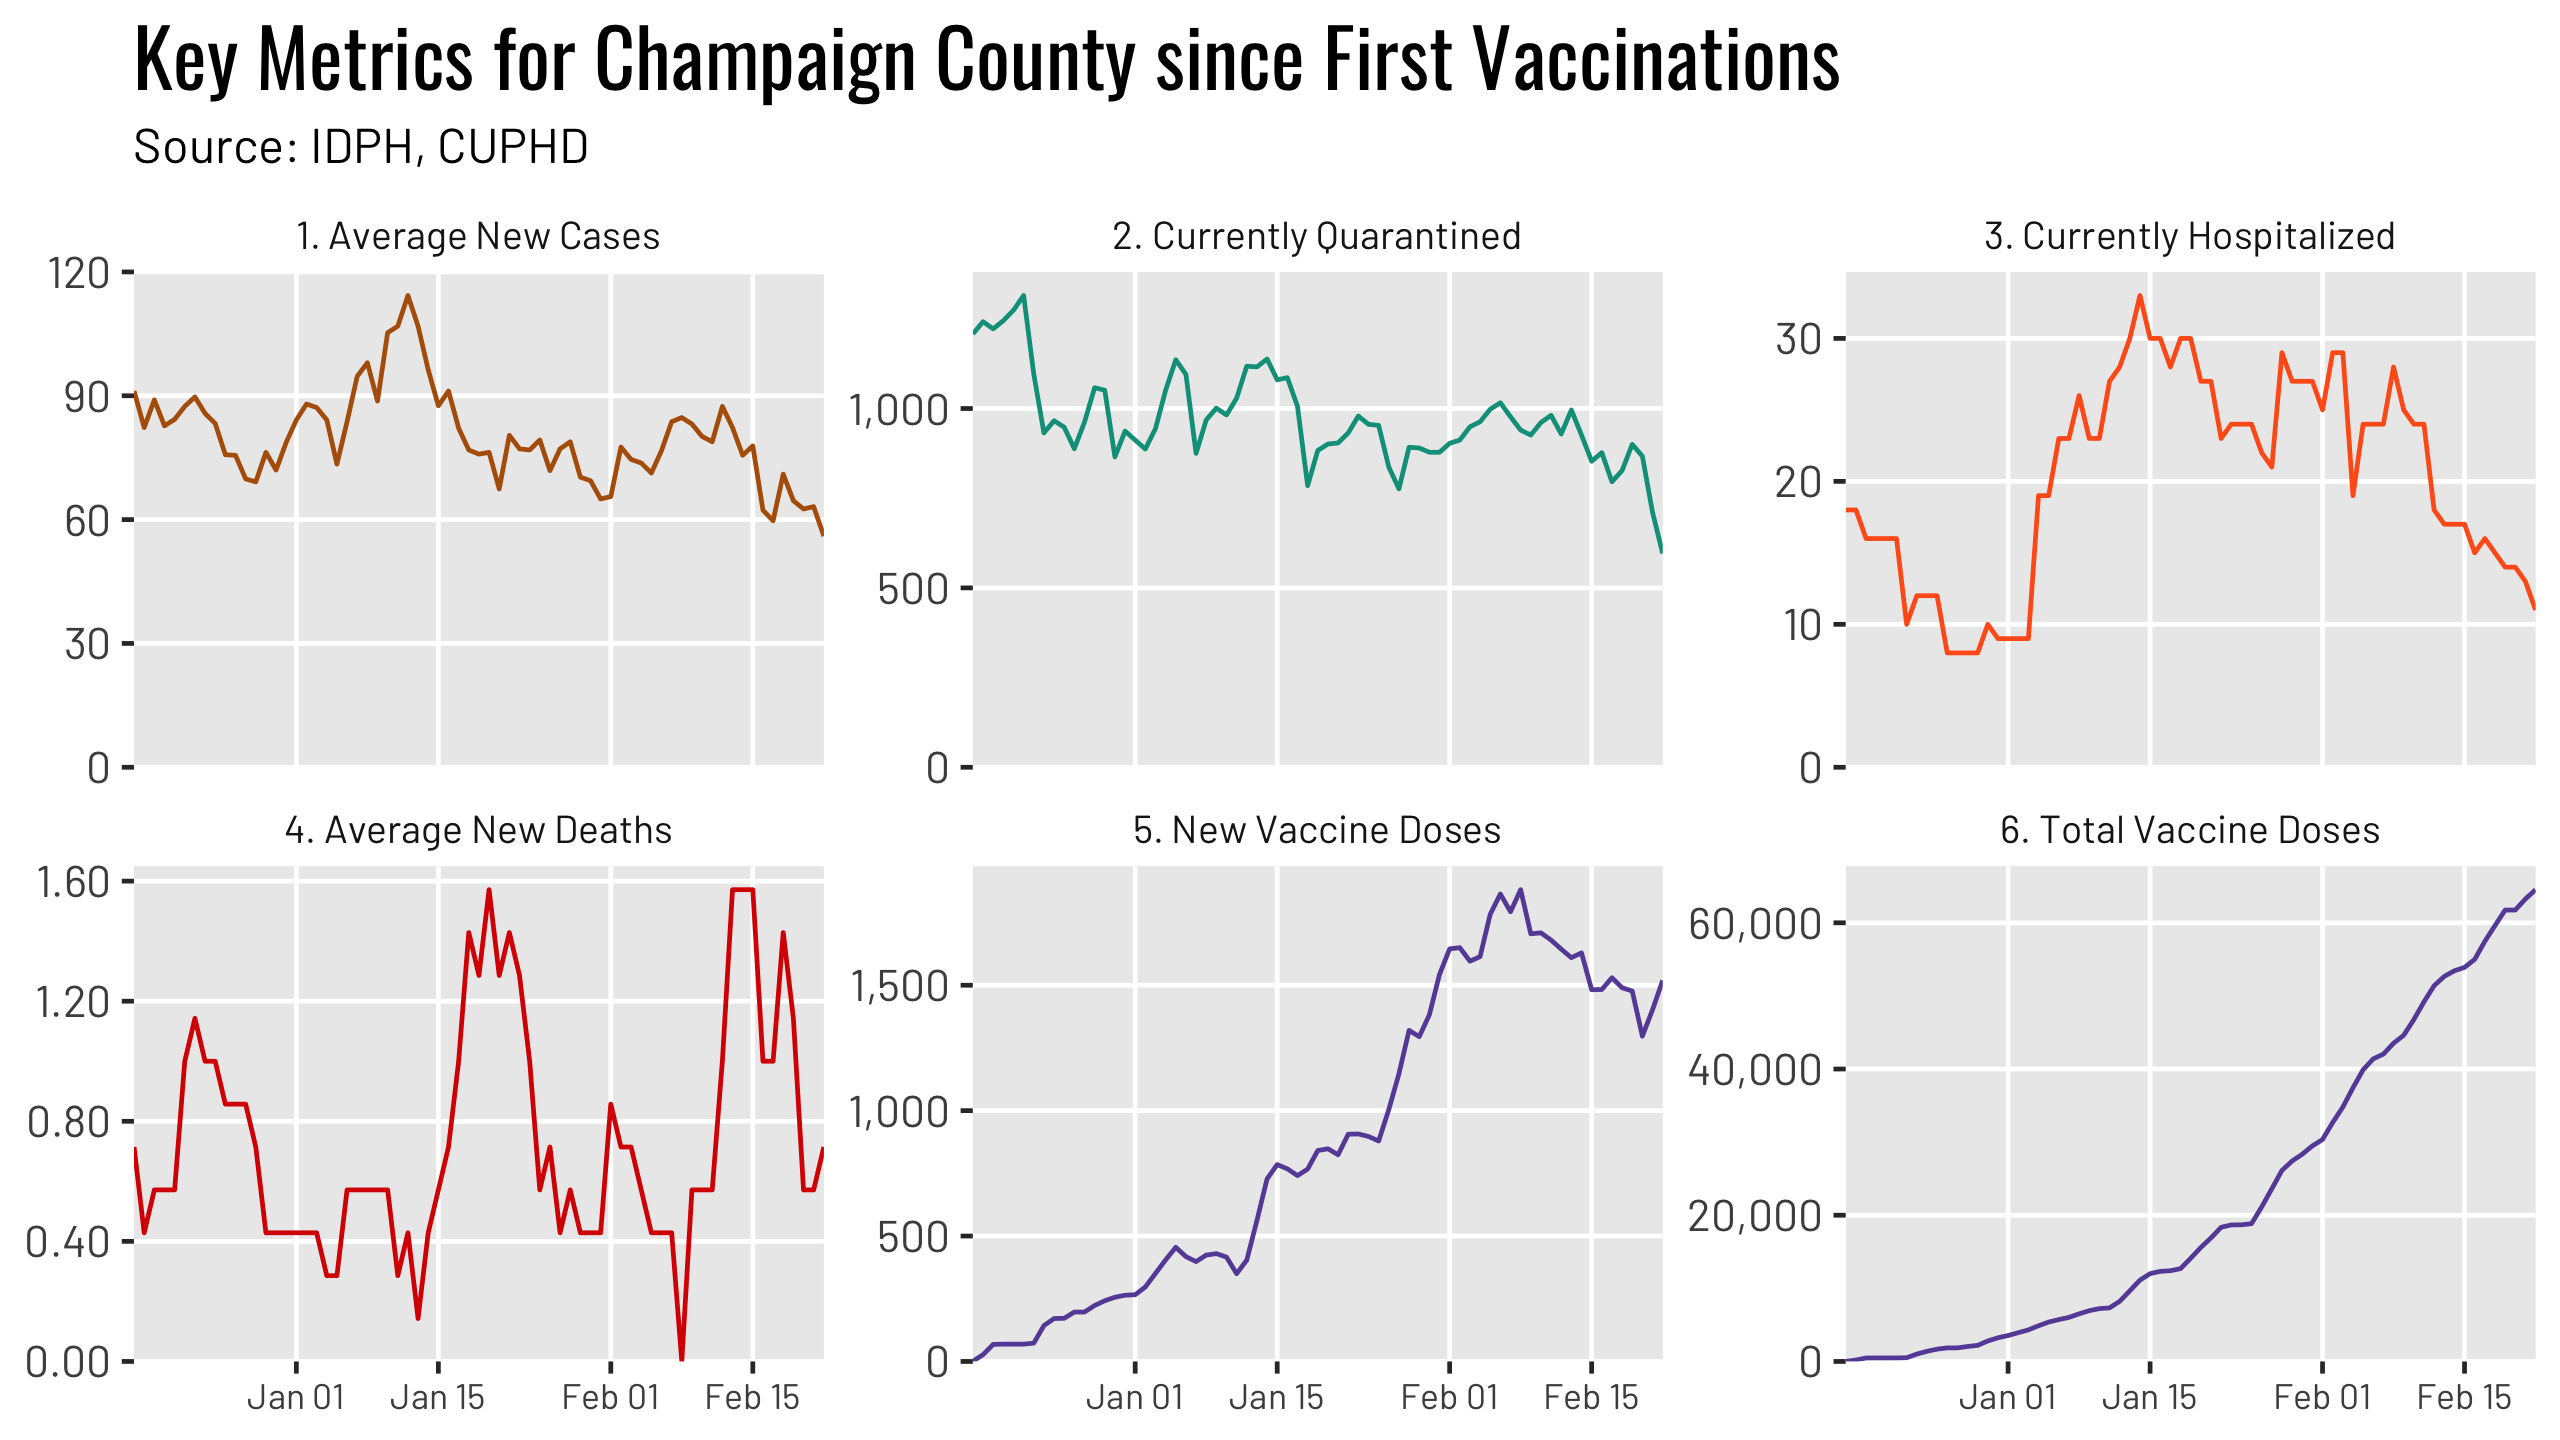 Key Metrics for Champaign County since First Vaccinations
Source: IDPH, CUPHD
1. Average New Cases
120
90
60
30
0
2. Currently Quarantined
1,000
500
0
3. Currently Hospitalized
30
20
10
0
4. Average New Deaths
1.60
1.20
0.80
0.40
0.00
Jan 01 Jan 15 Feb 01 Feb 15
5. New Vaccine Doses
1,500
1,000
500
0
Jan 01 Jan 15 Feb 01 Feb 15
6. Total Vaccine Doses
60,000
40,000
20,000
0
Jan 01 Jan 15 Feb 01 Feb 15